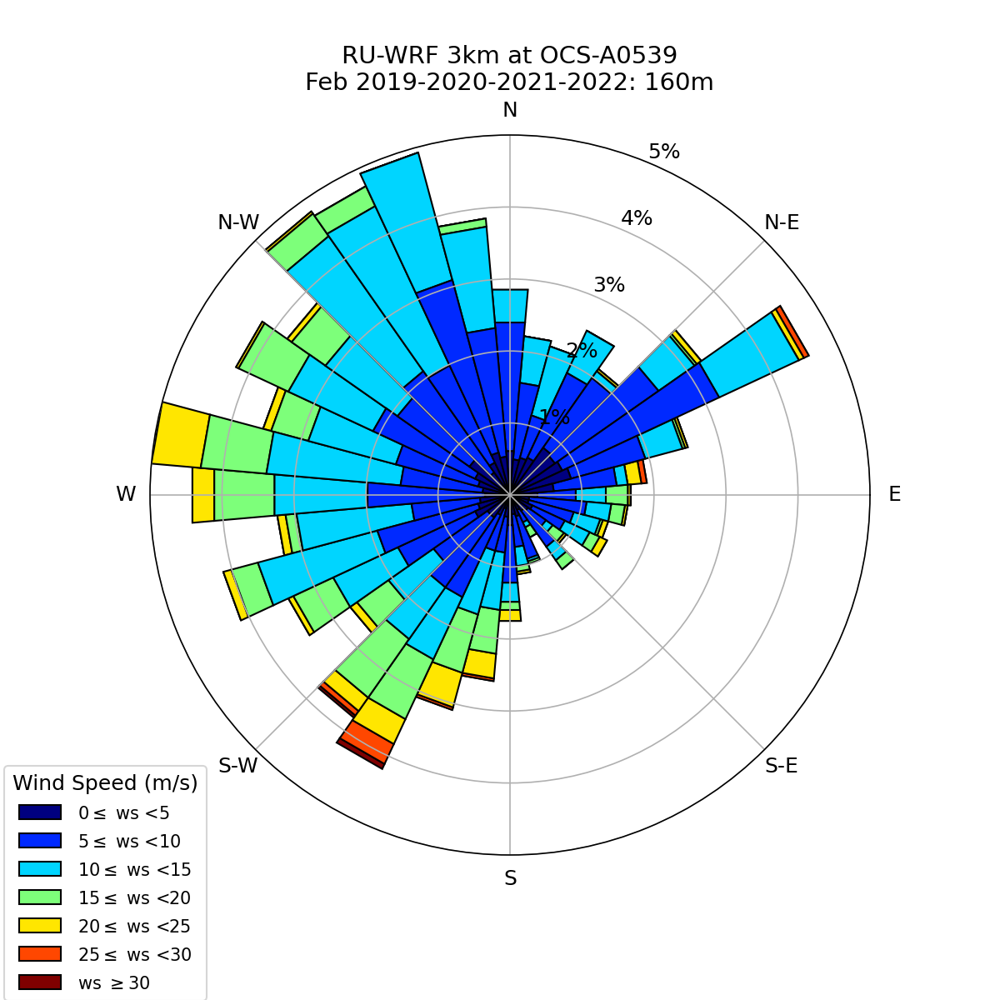 RU-WRF 3km at OCS-A0539
Feb 2019-2020-2021-2022: 160m
N
5%
N-W
4%
N-E
3%
2%
1%
W
E
S-W
S-E
S
Wind Speed (m/s)
0 ≤ ws <5
5 ≤ ws <10
10 ≤ ws <15
15 ≤ ws <20
20 ≤ ws <25
25 ≤ ws <30
ws ≥ 30